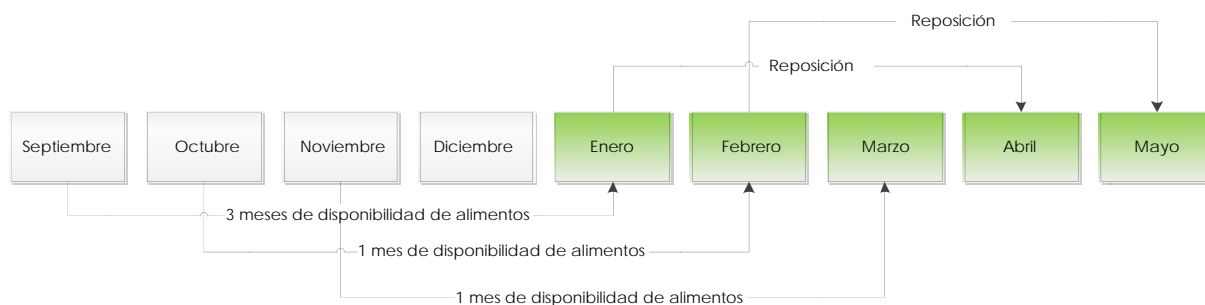 Reposición
Reposición
Septiembre
Octubre
Noviembre
Diciembre
Enero
Febrero
Marzo
Abril
Mayo
3 meses de disponibilidad de alimentos
1 mes de disponibilidad de alimentos
1 mes de disponibilidad de alimentos